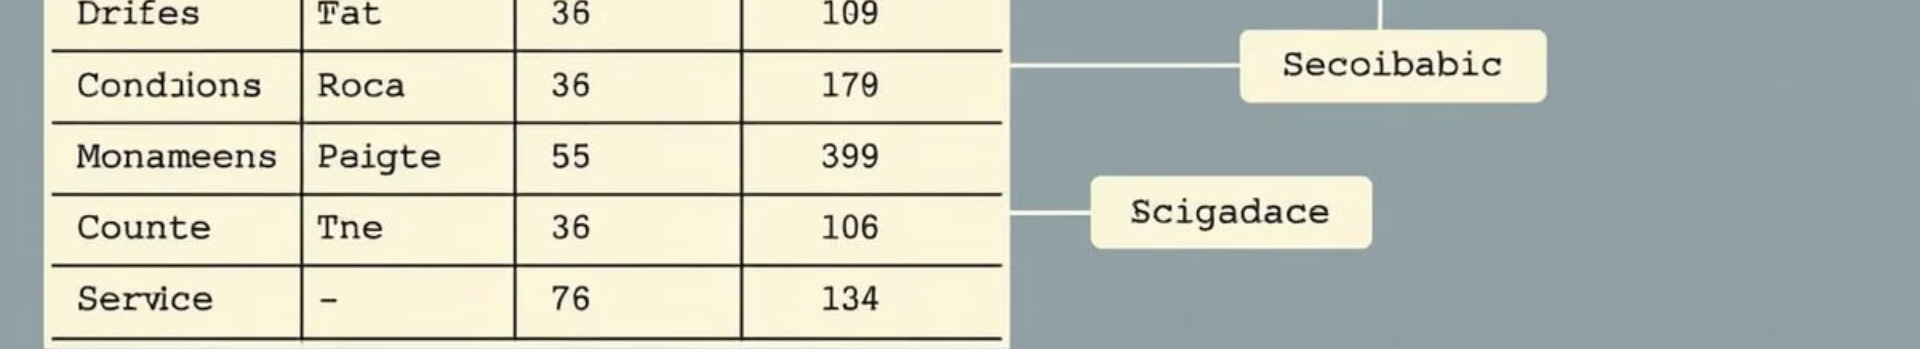 Drifes Tat 36 109
Condaions Roca 36 179
Secoibabic
Monameens Paigte 55 399
Counte Tne 36 106
Scigadace
Service - 76 134